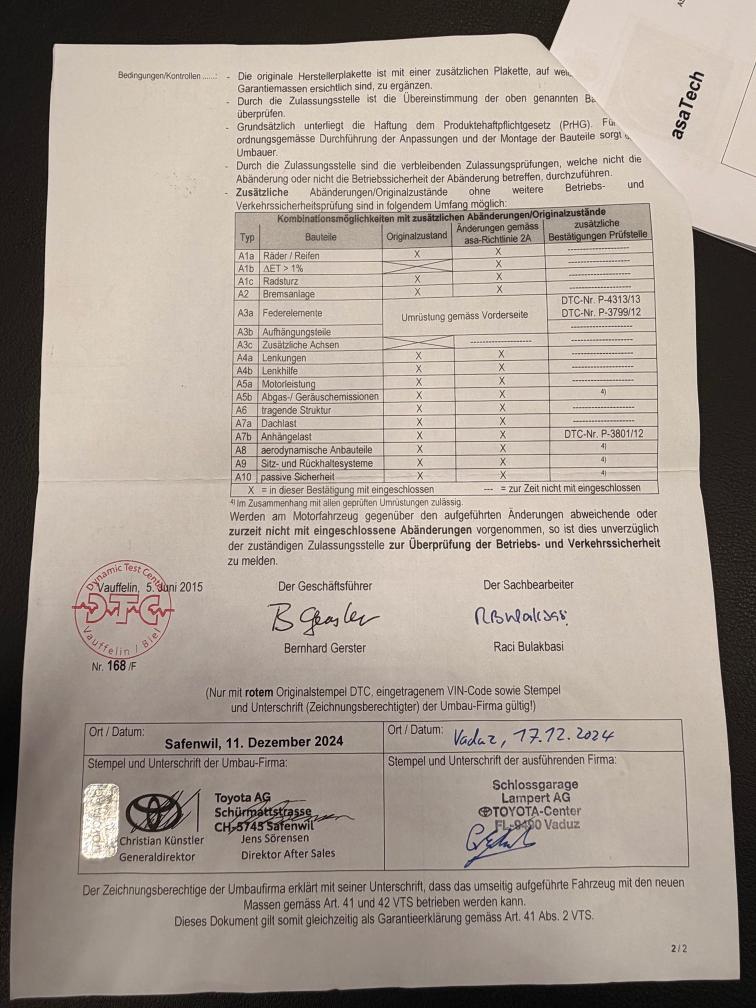 Bedingungen/Kontrollen ......: - Die originale Herstellerplakette ist mit einer zusätzlichen Plakette, auf
Garantiemassen ersichtlich sind, zu ergänzen.
- Durch die Zulassungsstelle ist die Übereinstimmung der oben genannten
überprüfen.
- Grundsätzlich unterliegt die Haftung dem Produktehaftpflichtgesetz (PrHG).
ordnungsgemässe Durchführung der Anpassungen und der Montage der Bauteile sorgt
Umbauer.
- Durch die Zulassungsstelle sind die verbleibenden Zulassungsprüfungen, welche nicht die
Abänderung oder nicht die Betriebssicherheit der Abänderung betreffen, durchzuführen.
- Zusätzliche Abänderungen/Originalzustände ohne weitere Betriebs- und
Verkehrssicherheitsprüfung sind in folgendem Umfang möglich:
Kombinationsmöglichkeiten mit zusätzlichen Abänderungen/Originalzustände
Typ Bauteile Originalzustand Änderungen gemäss asa-Richtlinie 2A zusätzliche Bestätigungen Prüfstelle
A1a Räder / Reifen X X --------------------
A1b ΔET > 1% X --------------------
A1c Radsturz X X --------------------
A2 Bremsanlage X X --------------------
A3a Federelemente Umrüstung gemäss Vorderseite DTC-Nr. P-4313/13 DTC-Nr. P-3799/12
A3b Aufhängungsteile --------------------
A3c Zusätzliche Achsen -------------------- --------------------
A4a Lenkungen X X --------------------
A4b Lenkhilfe X X --------------------
A5a Motorleistung X X --------------------
A5b Abgas-/ Geräuschemissionen X X 4)
A6 tragende Struktur X X --------------------
A7a Dachlast X X --------------------
A7b Anhängelast X X DTC-Nr. P-3801/12
A8 aerodynamische Anbauteile X X 4)
A9 Sitz- und Rückhaltesysteme X X 4)
A10 passive Sicherheit X X 4)
X = in dieser Bestätigung mit eingeschlossen --- = zur Zeit nicht mit eingeschlossen
4) Im Zusammenhang mit allen geprüften Umrüstungen zulässig.
Werden am Motorfahrzeug gegenüber den aufgeführten Änderungen abweichende oder
zurzeit nicht mit eingeschlossene Abänderungen vorgenommen, so ist dies unverzüglich
der zuständigen Zulassungsstelle zur Überprüfung der Betriebs- und Verkehrssicherheit
zu melden.
Dynamic Test Center
Vauffelin, 5. Juni 2015
DTC
Vauffelin / Biel
Nr. 168 /F
Der Geschäftsführer
B Gerster
Bernhard Gerster
Der Sachbearbeiter
R Bulakbasi
Raci Bulakbasi
(Nur mit rotem Originalstempel DTC, eingetragenem VIN-Code sowie Stempel
und Unterschrift (Zeichnungsberechtigter) der Umbau-Firma gültig!)
Ort / Datum:
Safenwil, 11. Dezember 2024
Ort / Datum:
Vaduz, 17.12.2024
Stempel und Unterschrift der Umbau-Firma:
Toyota AG
Schürmattstrasse
CH-5745 Safenwil
Christian Künstler
Generaldirektor
Jens Sörensen
Direktor After Sales
Stempel und Unterschrift der ausführenden Firma:
Schlossgarage
Lampert AG
TOYOTA-Center
FL-9490 Vaduz
Der Zeichnungsberechtige der Umbaufirma erklärt mit seiner Unterschrift, dass das umseitig aufgeführte Fahrzeug mit den neuen
Massen gemäss Art. 41 und 42 VTS betrieben werden kann.
Dieses Dokument gilt somit gleichzeitig als Garantieerklärung gemäss Art. 41 Abs. 2 VTS.
2 / 2
asaTech